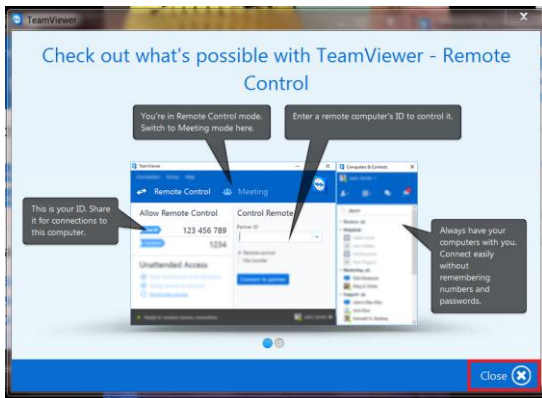 TeamViewer
X
Check out what's possible with TeamViewer - Remote
Control
You're in Remote Control mode.
Switch to Meeting mode here.
Enter a remote computer's ID to control it.
TeamViewer
Computers & Contacts
Remote Control
Meeting
This is your ID. Share
it for connections to
this computer.
Allow Remote Control
123 456 789
1234
Unattended Access
Control Remote
Partner ID
Always have your
computers with you.
Connect easily
without
remembering
numbers and
passwords.
Close